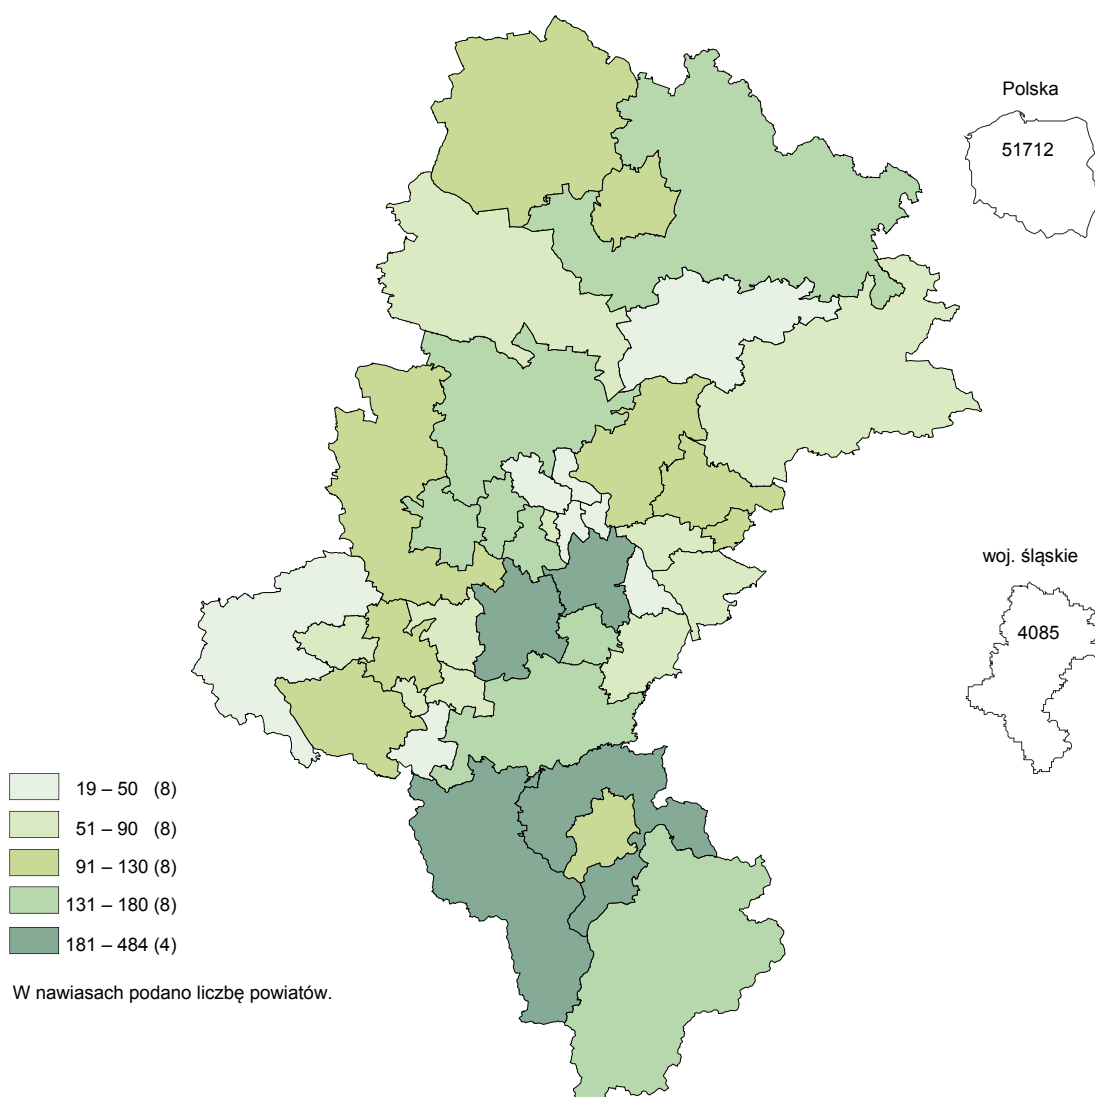 Polska
51712
woj. śląskie
4085
19 – 50 (8)
51 – 90 (8)
91 – 130 (8)
131 – 180 (8)
181 – 484 (4)
W nawiasach podano liczbę powiatów.